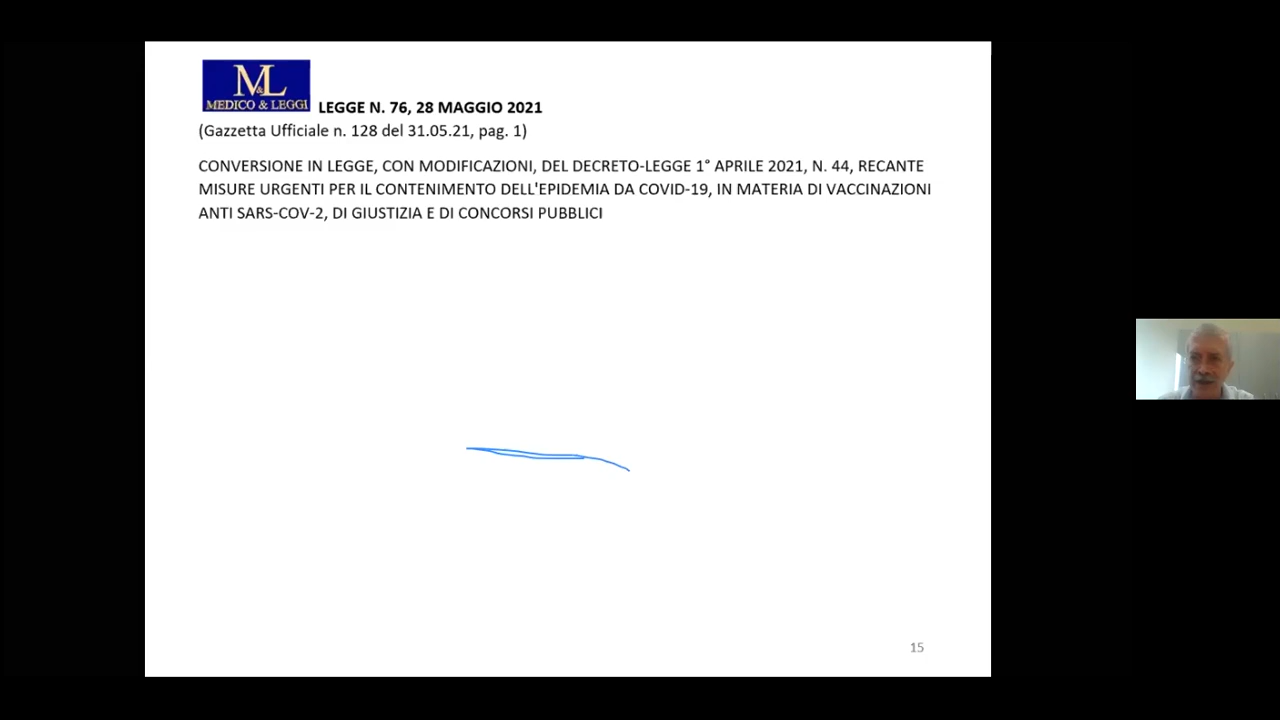 M&L
MEDICO & LEGGI
LEGGE N. 76, 28 MAGGIO 2021
(Gazzetta Ufficiale n. 128 del 31.05.21, pag. 1)
CONVERSIONE IN LEGGE, CON MODIFICAZIONI, DEL DECRETO-LEGGE 1° APRILE 2021, N. 44, RECANTE
MISURE URGENTI PER IL CONTENIMENTO DELL'EPIDEMIA DA COVID-19, IN MATERIA DI VACCINAZIONI
ANTI SARS-COV-2, DI GIUSTIZIA E DI CONCORSI PUBBLICI
15